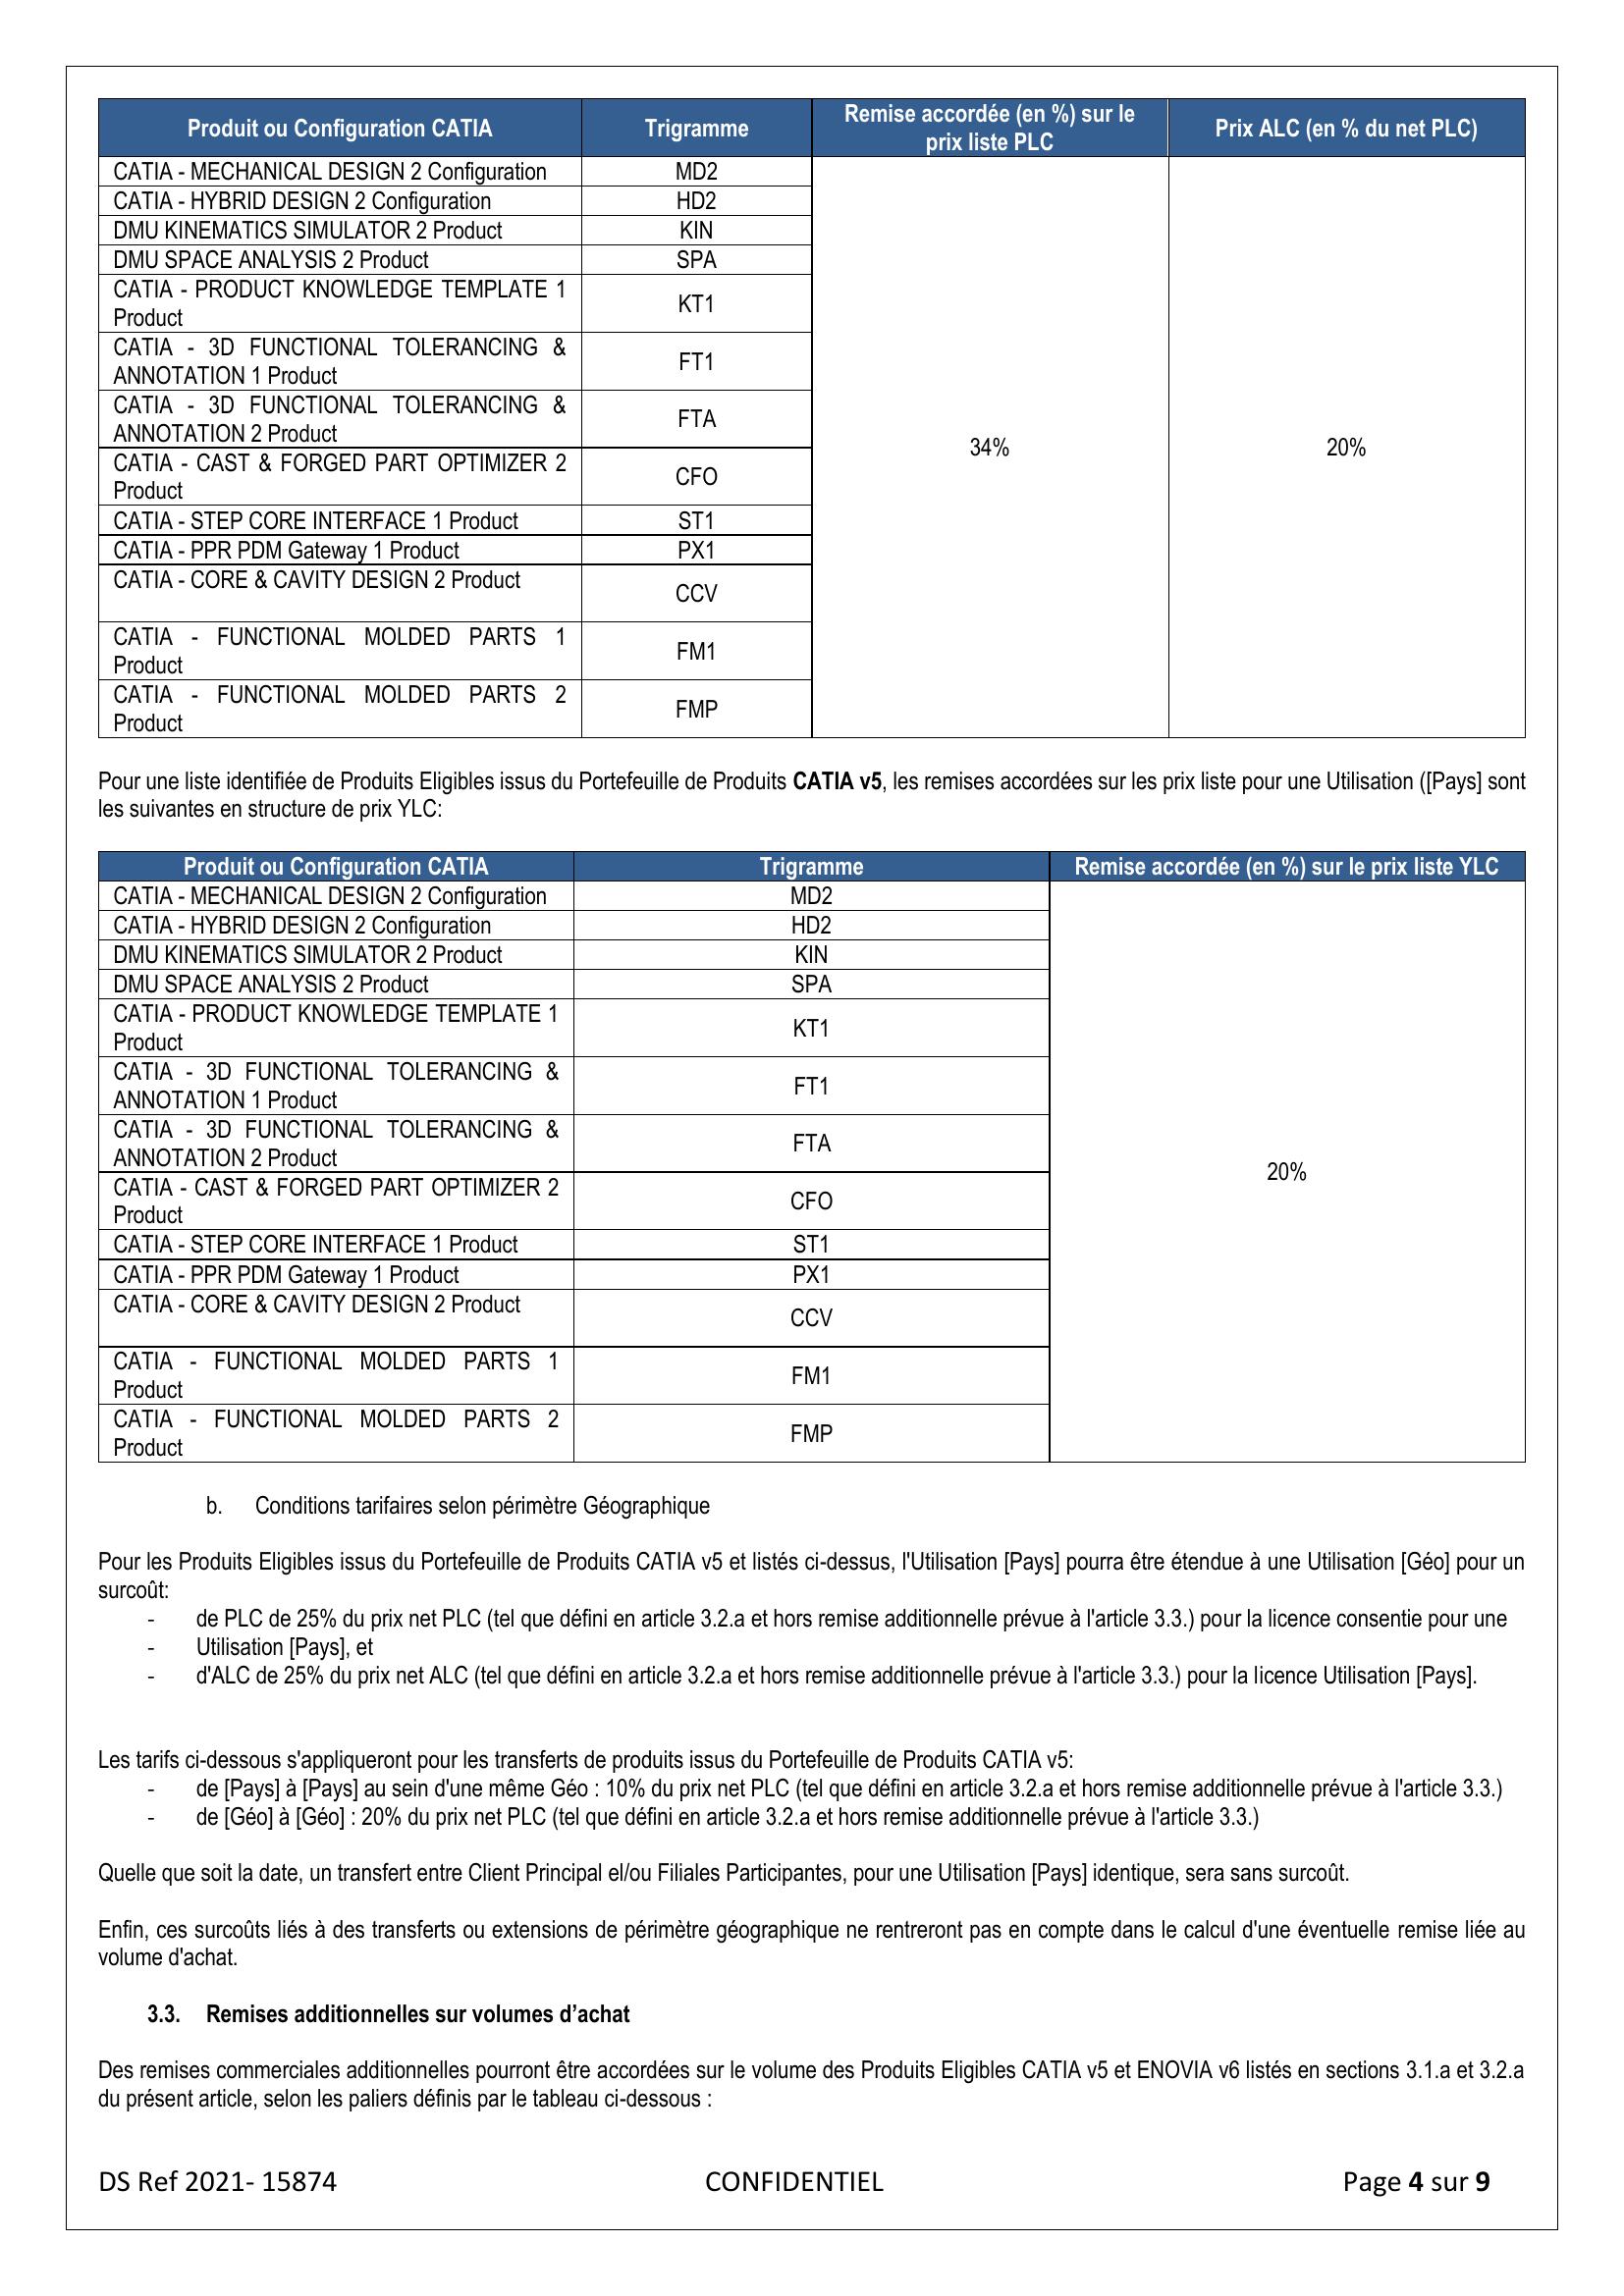 Produit ou Configuration CATIA Trigramme Remise accordée (en %) sur le prix liste PLC Prix ALC (en % du net PLC)
CATIA - MECHANICAL DESIGN 2 Configuration MD2
CATIA - HYBRID DESIGN 2 Configuration HD2
DMU KINEMATICS SIMULATOR 2 Product KIN
DMU SPACE ANALYSIS 2 Product SPA
CATIA - PRODUCT KNOWLEDGE TEMPLATE 1
Product KT1
CATIA - 3D FUNCTIONAL TOLERANCING &
ANNOTATION 1 Product FT1
CATIA - 3D FUNCTIONAL TOLERANCING &
ANNOTATION 2 Product FTA 34% 20%
CATIA - CAST & FORGED PART OPTIMIZER 2
Product CFO
CATIA - STEP CORE INTERFACE 1 Product ST1
CATIA - PPR PDM Gateway 1 Product PX1
CATIA - CORE & CAVITY DESIGN 2 Product CCV
CATIA - FUNCTIONAL MOLDED PARTS 1
Product FM1
CATIA - FUNCTIONAL MOLDED PARTS 2
Product FMP
Pour une liste identifiée de Produits Eligibles issus du Portefeuille de Produits CATIA v5, les remises accordées sur les prix liste pour une Utilisation ([Pays] sont
les suivantes en structure de prix YLC:
Produit ou Configuration CATIA Trigramme Remise accordée (en %) sur le prix liste YLC
CATIA - MECHANICAL DESIGN 2 Configuration MD2
CATIA - HYBRID DESIGN 2 Configuration HD2
DMU KINEMATICS SIMULATOR 2 Product KIN
DMU SPACE ANALYSIS 2 Product SPA
CATIA - PRODUCT KNOWLEDGE TEMPLATE 1
Product KT1
CATIA - 3D FUNCTIONAL TOLERANCING &
ANNOTATION 1 Product FT1
CATIA - 3D FUNCTIONAL TOLERANCING &
ANNOTATION 2 Product FTA 20%
CATIA - CAST & FORGED PART OPTIMIZER 2
Product CFO
CATIA - STEP CORE INTERFACE 1 Product ST1
CATIA - PPR PDM Gateway 1 Product PX1
CATIA - CORE & CAVITY DESIGN 2 Product CCV
CATIA - FUNCTIONAL MOLDED PARTS 1
Product FM1
CATIA - FUNCTIONAL MOLDED PARTS 2
Product FMP
b. Conditions tarifaires selon périmètre Géographique
Pour les Produits Eligibles issus du Portefeuille de Produits CATIA v5 et listés ci-dessus, l'Utilisation [Pays] pourra être étendue à une Utilisation [Géo] pour un
surcoût:
- de PLC de 25% du prix net PLC (tel que défini en article 3.2.a et hors remise additionnelle prévue à l'article 3.3.) pour la licence consentie pour une
- Utilisation [Pays], et
- d'ALC de 25% du prix net ALC (tel que défini en article 3.2.a et hors remise additionnelle prévue à l'article 3.3.) pour la licence Utilisation [Pays].
Les tarifs ci-dessous s'appliqueront pour les transferts de produits issus du Portefeuille de Produits CATIA v5:
- de [Pays] à [Pays] au sein d'une même Géo : 10% du prix net PLC (tel que défini en article 3.2.a et hors remise additionnelle prévue à l'article 3.3.)
- de [Géo] à [Géo] : 20% du prix net PLC (tel que défini en article 3.2.a et hors remise additionnelle prévue à l'article 3.3.)
Quelle que soit la date, un transfert entre Client Principal el/ou Filiales Participantes, pour une Utilisation [Pays] identique, sera sans surcoût.
Enfin, ces surcoûts liés à des transferts ou extensions de périmètre géographique ne rentreront pas en compte dans le calcul d'une éventuelle remise liée au
volume d'achat.
3.3. Remises additionnelles sur volumes d’achat
Des remises commerciales additionnelles pourront être accordées sur le volume des Produits Eligibles CATIA v5 et ENOVIA v6 listés en sections 3.1.a et 3.2.a
du présent article, selon les paliers définis par le tableau ci-dessous :
DS Ref 2021- 15874 CONFIDENTIEL Page 4 sur 9